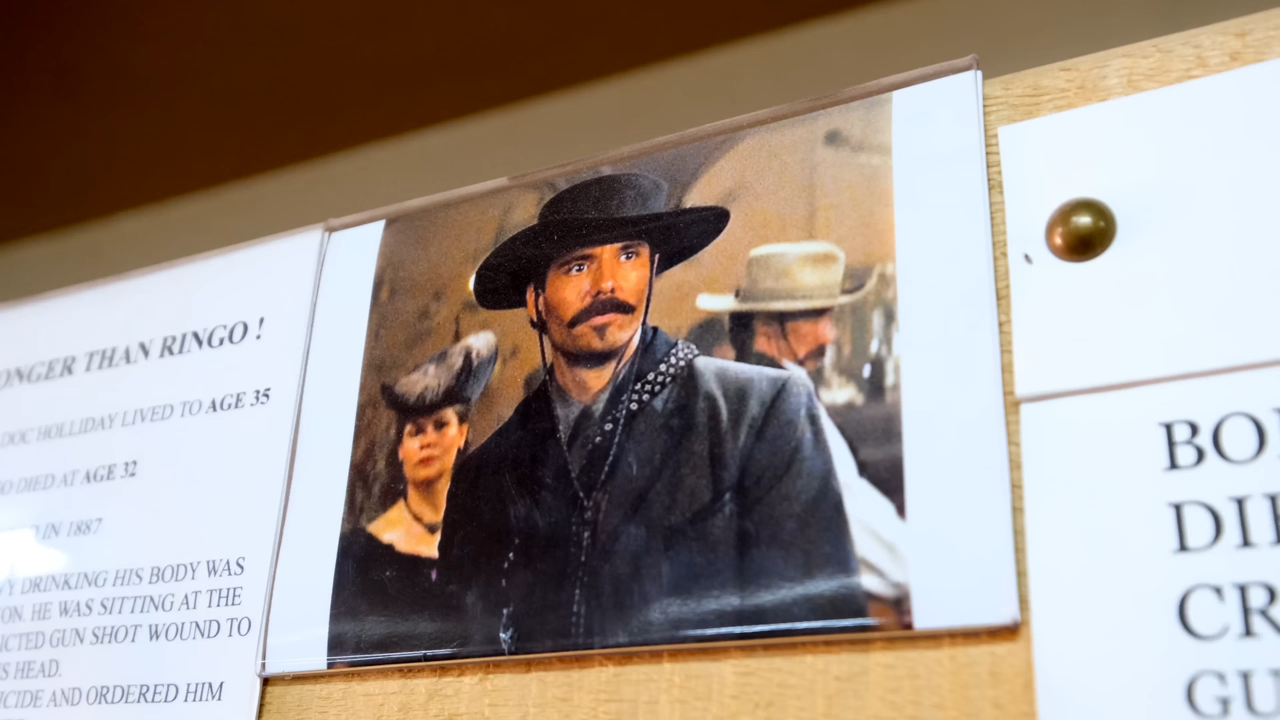 ONGER THAN RINGO !
DOC HOLLIDAY LIVED TO AGE 35
O DIED AT AGE 32
IN 1887
Y DRINKING HIS BODY WAS
ON. HE WAS SITTING AT THE
ICTED GUN SHOT WOUND TO
S HEAD.
ICIDE AND ORDERED HIM
BO
DI
CR
GU